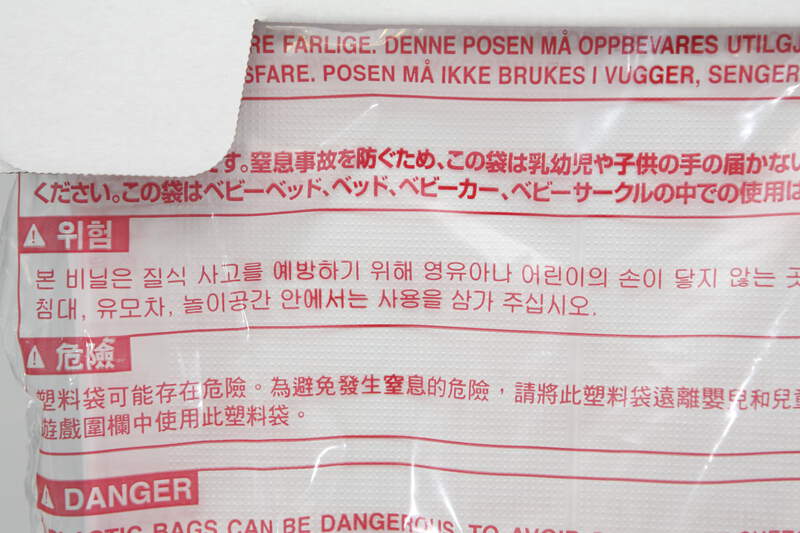 RE FARLIGE. DENNE POSEN MÅ OPPBEVARES UTILGJ
SFARE. POSEN MÅ IKKE BRUKES I VUGGER, SENGER
す。窒息事故を防ぐため、この袋は乳幼児や子供の手の届かない
ください。この袋はベビーベッド、ベッド、ベビーカー、ベビーサークルの中での使用は
위험
본 비닐은 질식 사고를 예방하기 위해 영유아나 어린이의 손이 닿지 않는 곳
침대, 유모차, 놀이공간 안에서는 사용을 삼가 주십시오.
危險
塑料袋可能存在危險。為避免發生窒息的危險，請將此塑料袋遠離嬰兒和兒童
遊戲圍欄中使用此塑料袋。
DANGER
PLASTIC BAGS CAN BE DANGEROUS. TO AVOID